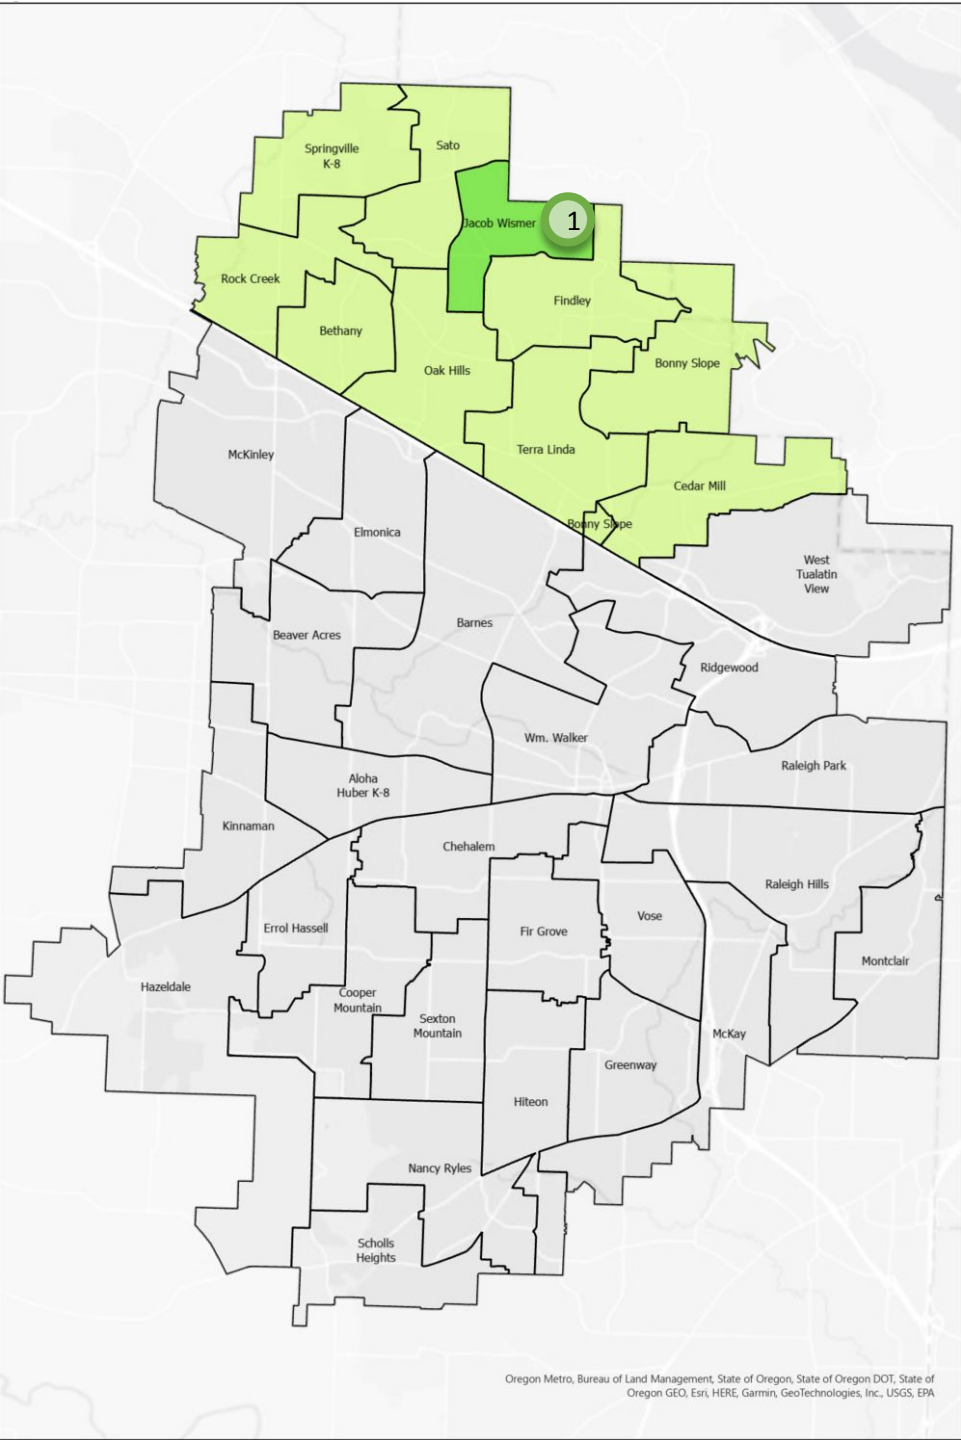 Springville
K-8
Sato
Jacob Wismer
1
Rock Creek
Findley
Bethany
Bonny Slope
Oak Hills
McKinley
Terra Linda
Cedar Mill
Bonny Slope
Elmonica
West
Tualatin
View
Barnes
Beaver Acres
Ridgewood
Wm. Walker
Raleigh Park
Aloha
Huber K-8
Kinnaman
Chehalem
Raleigh Hills
Vose
Errol Hassell
Fir Grove
Montclair
Hazeldale
Cooper
Mountain
Sexton
Mountain
McKay
Greenway
Hiteon
Nancy Ryles
Scholls
Heights
Oregon Metro, Bureau of Land Management, State of Oregon, State of Oregon DOT, State of
Oregon GEO, Esri, HERE, Garmin, GeoTechnologies, Inc., USGS, EPA